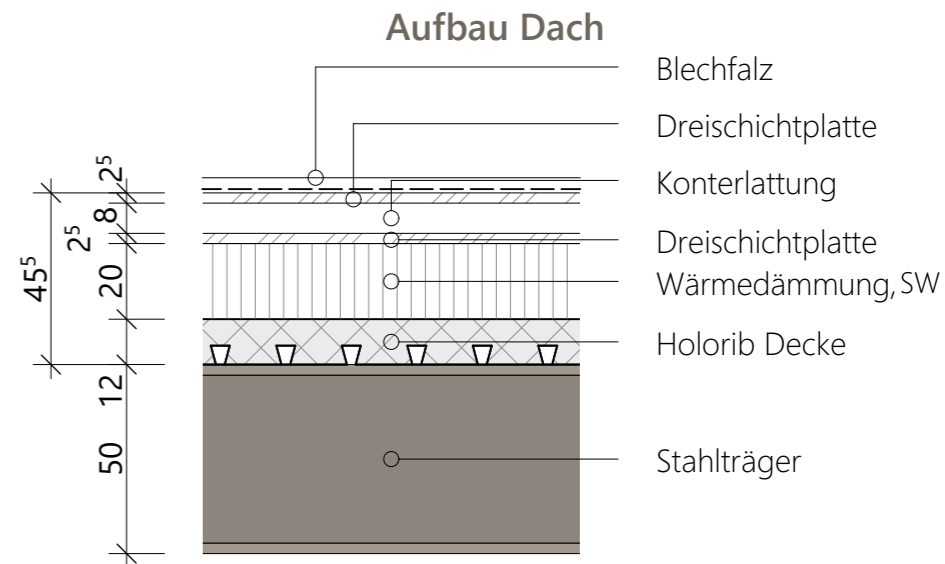 Aufbau Dach
Blechfalz
Dreischichtplatte
Konterlattung
Dreischichtplatte
Wärmedämmung, SW
Holorib Decke
Stahlträger
2⁵
8
2⁵
20
45⁵
12
50